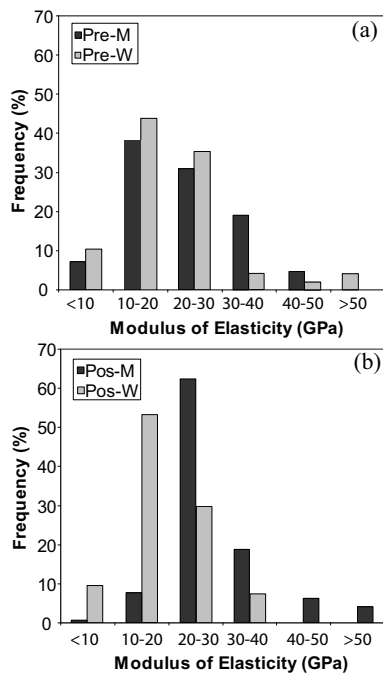 (a)
70
60
50
40
30
20
10
0
Frequency (%)
Pre-M
Pre-W
<10 10-20 20-30 30-40 40-50 >50
Modulus of Elasticity (GPa)
(b)
70
60
50
40
30
20
10
0
Frequency (%)
Pos-M
Pos-W
<10 10-20 20-30 30-40 40-50 >50
Modulus of Elasticity (GPa)